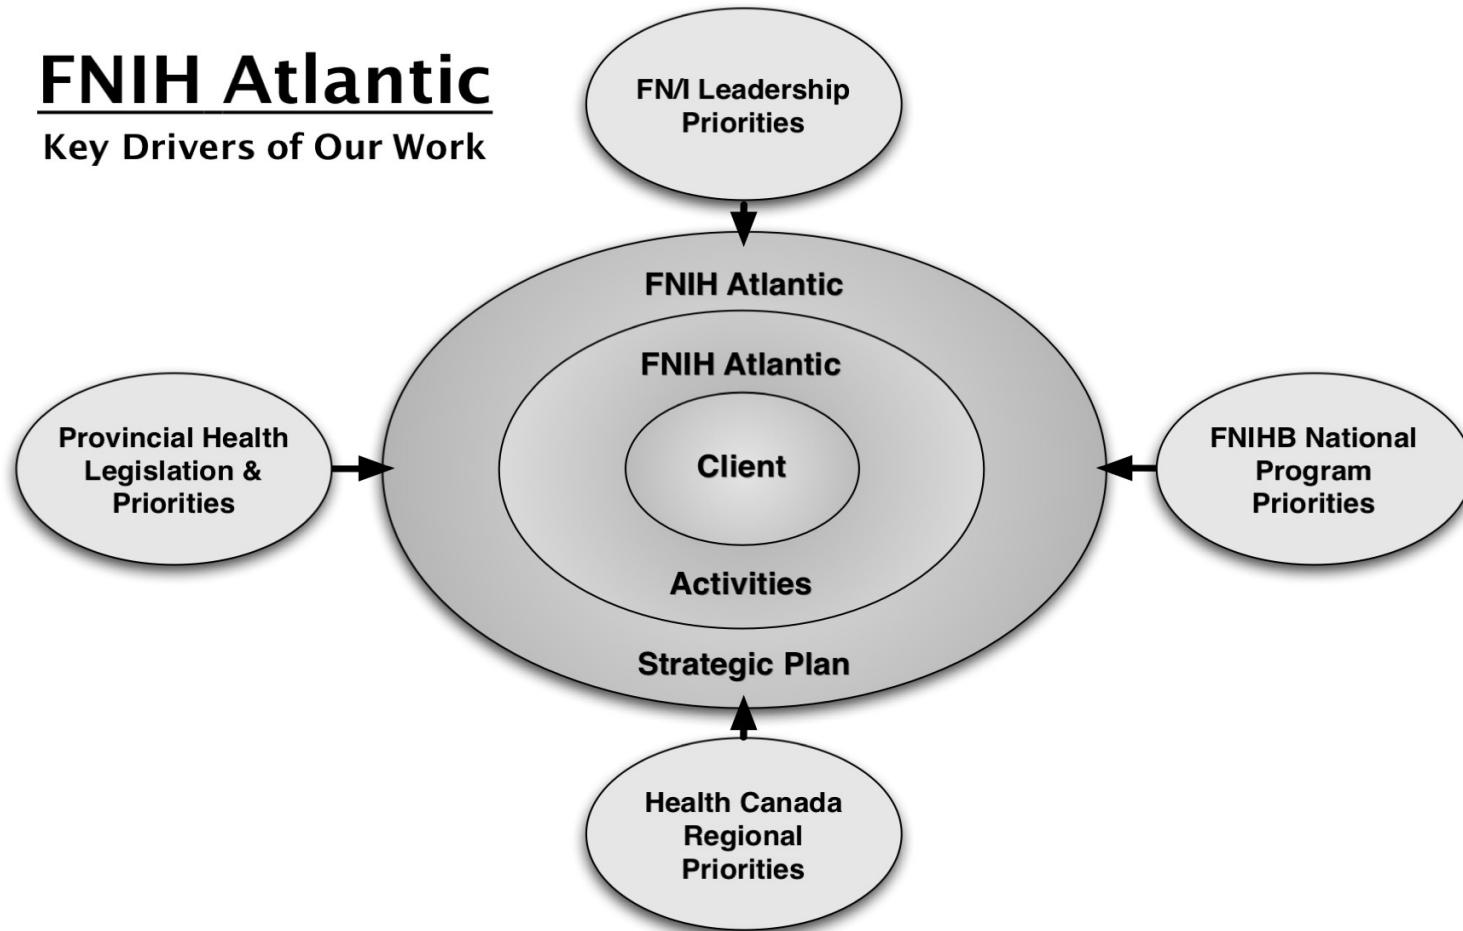 FNIH Atlantic
Key Drivers of Our Work
FN/I Leadership
Priorities
FNIH Atlantic
FNIH Atlantic
Client
Activities
Strategic Plan
Provincial Health
Legislation &
Priorities
FNIHB National
Program
Priorities
Health Canada
Regional
Priorities